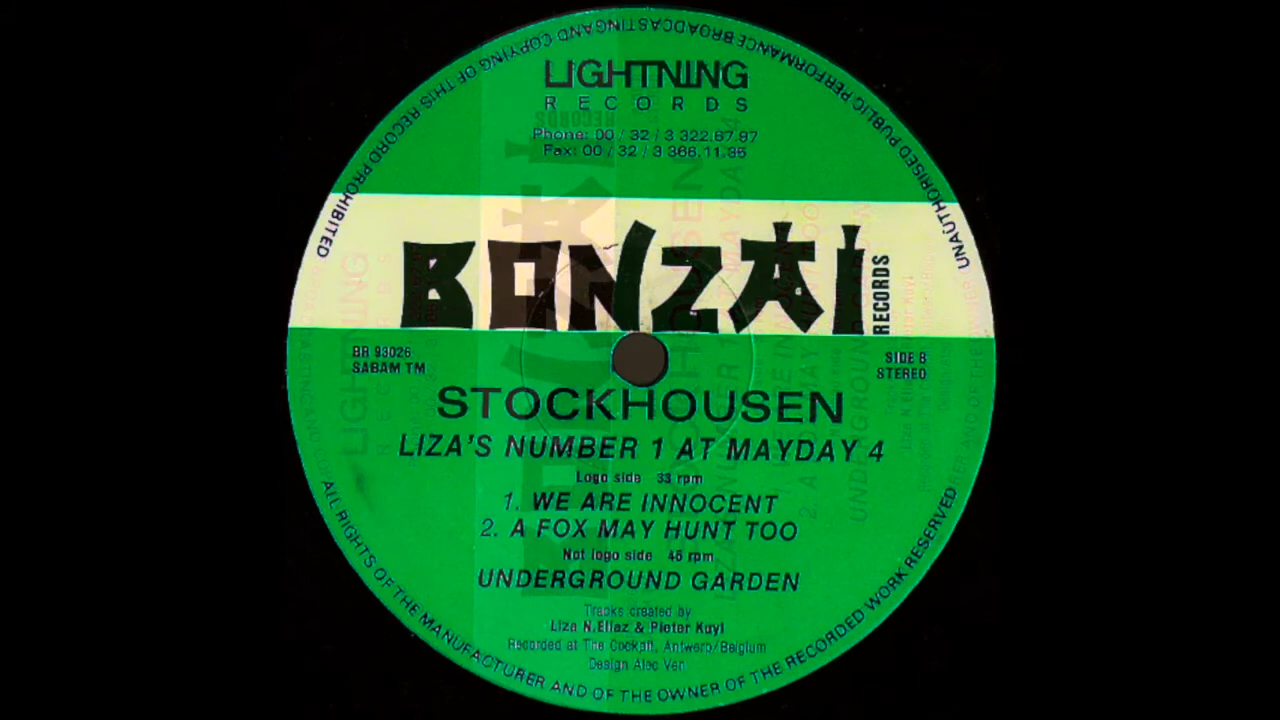 UNAUTHORISED PUBLIC PERFORMANCE BROADCASTING AND COPYING OF THIS RECORD PROHIBITED
LIGHTNING
RECORDS
Phone: 00 / 32 / 3 322.67.97
Fax: 00 / 32 / 3 366.11.35
BONZAI
RECORDS
BR 93026
SABAM TM
SIDE B
STEREO
STOCKHOUSEN
LIZA'S NUMBER 1 AT MAYDAY 4
Logo side 33 rpm
1. WE ARE INNOCENT
2. A FOX MAY HUNT TOO
Not logo side 45 rpm
UNDERGROUND GARDEN
Tracks created by
Liza N.Eliaz & Pieter Kuyl
Recorded at The Cockpit, Antwerp/Belgium
Design Alec Ven
ALL RIGHTS OF THE MANUFACTURER AND OF THE OWNER OF THE RECORDED WORK RESERVED